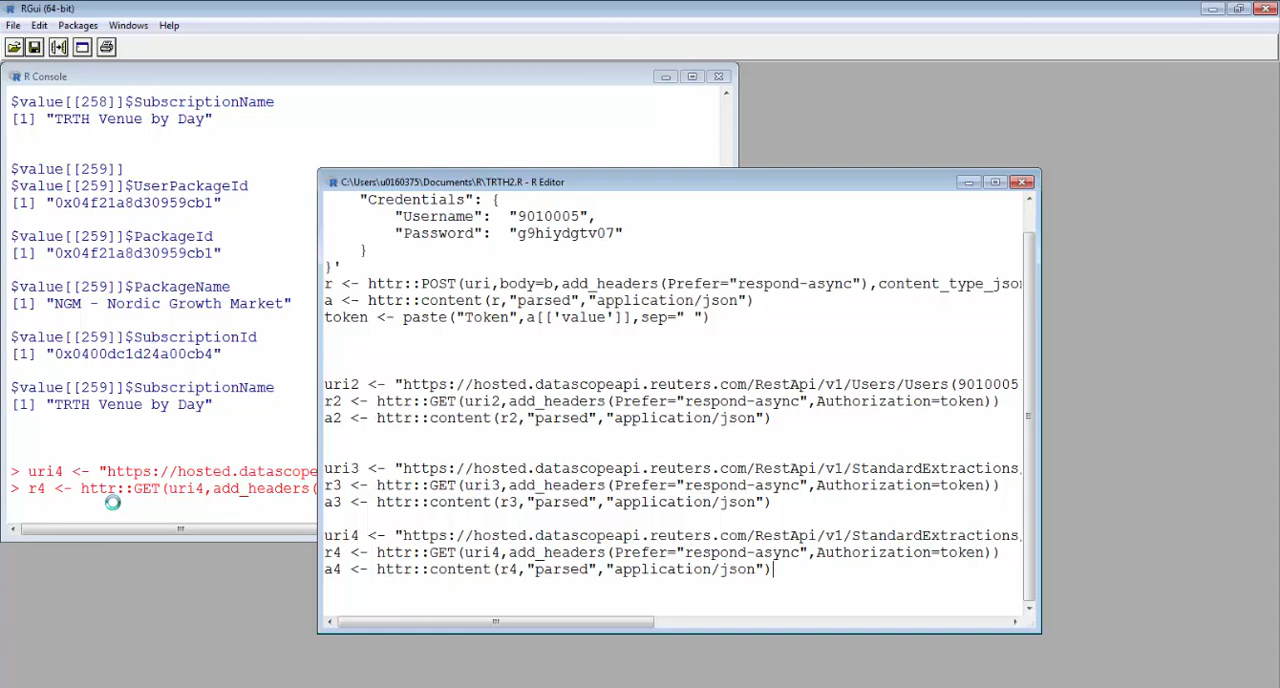 RGui (64-bit)
File Edit Packages Windows Help
R Console
$value[[258]]$SubscriptionName
[1] "TRTH Venue by Day"
$value[[259]]
$value[[259]]$UserPackageId
[1] "0x04f21a8d30959cb1"
$value[[259]]$PackageId
[1] "0x04f21a8d30959cb1"
$value[[259]]$PackageName
[1] "NGM - Nordic Growth Market"
$value[[259]]$SubscriptionId
[1] "0x0400dc1d24a00cb4"
$value[[259]]$SubscriptionName
[1] "TRTH Venue by Day"
> uri4 <- "https://hosted.datascope
> r4 <- httr::GET(uri4,add_headers(
C:\Users\u0160375\Documents\R\TRTH2.R - R Editor
"Credentials": {
"Username": "9010005",
"Password": "g9hiydgtv07"
}
}'
r <- httr::POST(uri,body=b,add_headers(Prefer="respond-async"),content_type_json
a <- httr::content(r,"parsed","application/json")
token <- paste("Token",a[['value']],sep=" ")
uri2 <- "https://hosted.datascopeapi.reuters.com/RestApi/v1/Users/Users(9010005
r2 <- httr::GET(uri2,add_headers(Prefer="respond-async",Authorization=token))
a2 <- httr::content(r2,"parsed","application/json")
uri3 <- "https://hosted.datascopeapi.reuters.com/RestApi/v1/StandardExtractions
r3 <- httr::GET(uri3,add_headers(Prefer="respond-async",Authorization=token))
a3 <- httr::content(r3,"parsed","application/json")
uri4 <- "https://hosted.datascopeapi.reuters.com/RestApi/v1/StandardExtractions
r4 <- httr::GET(uri4,add_headers(Prefer="respond-async",Authorization=token))
a4 <- httr::content(r4,"parsed","application/json")